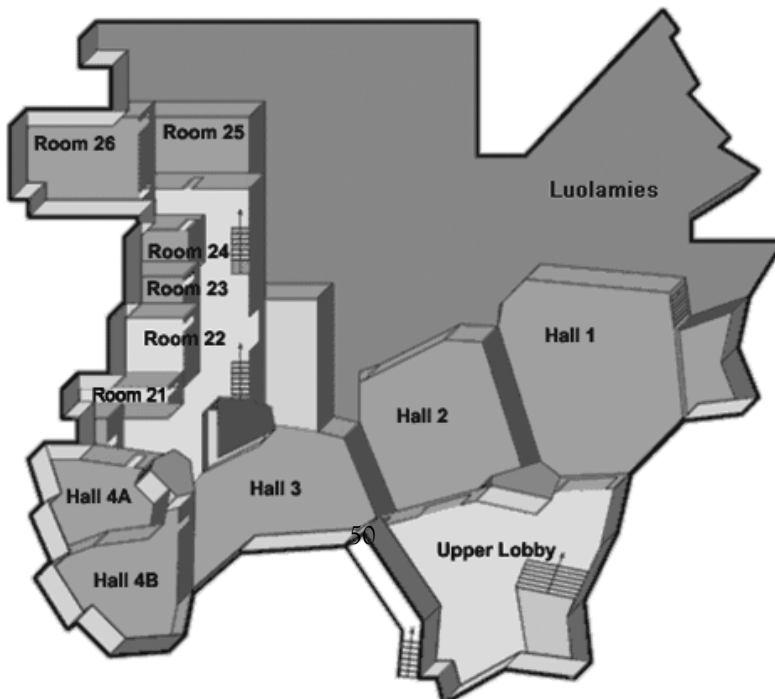 Room 25
Room 26
Luolamies
Room 24
Room 23
Hall 1
Room 22
Room 21
Hall 2
Hall 3
Hall 4A
50
Upper Lobby
Hall 4B